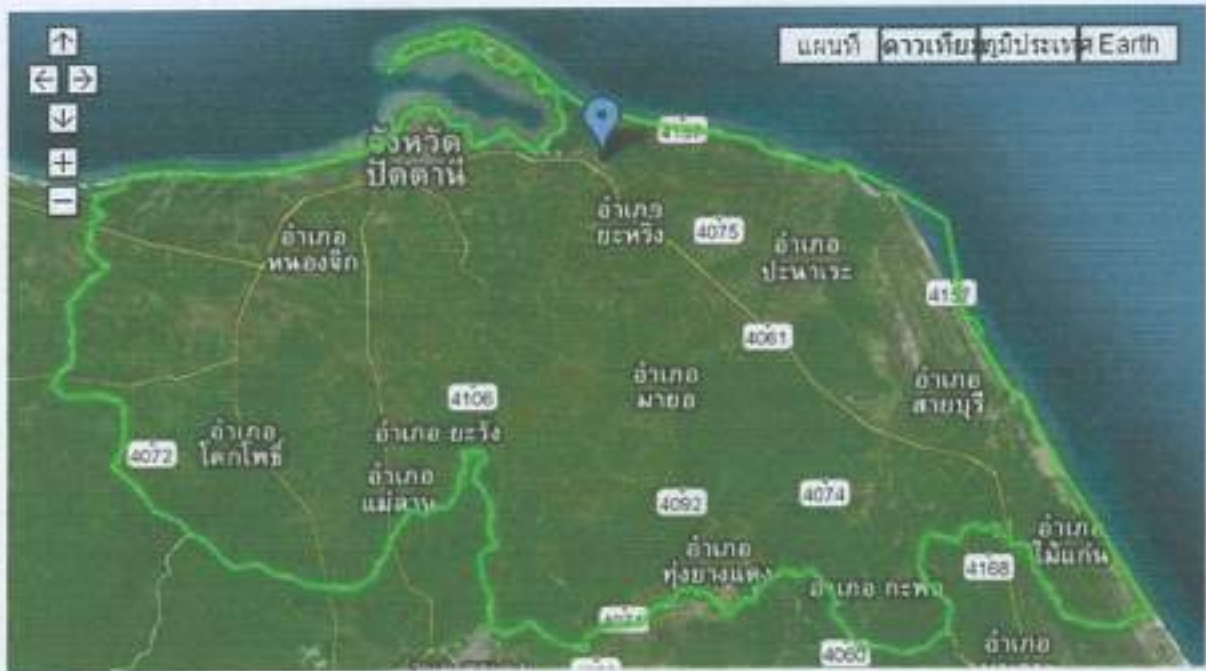 แผนที่
ดาวเทียม
ภูมิประเทศ
Earth
จังหวัด
ปัตตานี
อำเภอ
หนองจิก
อำเภอ
ยะหริ่ง
4075
อำเภอ
ปะนาเระ
4157
4061
อำเภอ
มายอ
อำเภอ
สายบุรี
4106
อำเภอ ยะรัง
4072
อำเภอ
โคกโพธิ์
อำเภอ
แม่ลาน
4092
4074
อำเภอ
ทุ่งยางแดง
อำเภอ กะพ้อ
4168
อำเภอ
ไม้แก่น
4060
อำเภอ